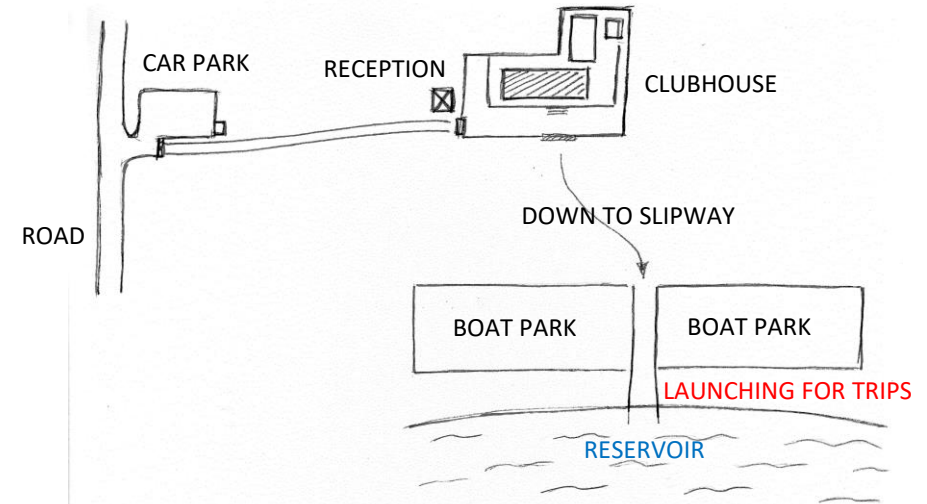 CAR PARK
RECEPTION
CLUBHOUSE
DOWN TO SLIPWAY
ROAD
BOAT PARK
BOAT PARK
LAUNCHING FOR TRIPS
RESERVOIR